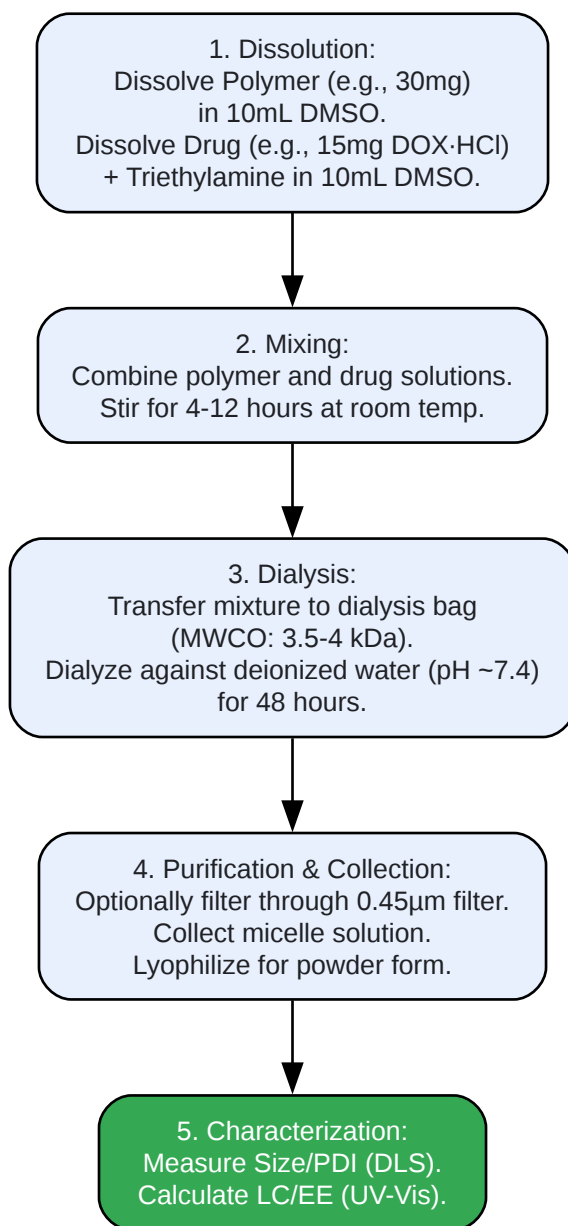 1. Dissolution:
Dissolve Polymer (e.g., 30mg)
in 10mL DMSO.
Dissolve Drug (e.g., 15mg DOX·HCl)
+ Triethylamine in 10mL DMSO.
2. Mixing:
Combine polymer and drug solutions.
Stir for 4-12 hours at room temp.
3. Dialysis:
Transfer mixture to dialysis bag
(MWCO: 3.5-4 kDa).
Dialyze against deionized water (pH ~7.4)
for 48 hours.
4. Purification & Collection:
Optionally filter through 0.45µm filter.
Collect micelle solution.
Lyophilize for powder form.
5. Characterization:
Measure Size/PDI (DLS).
Calculate LC/EE (UV-Vis).